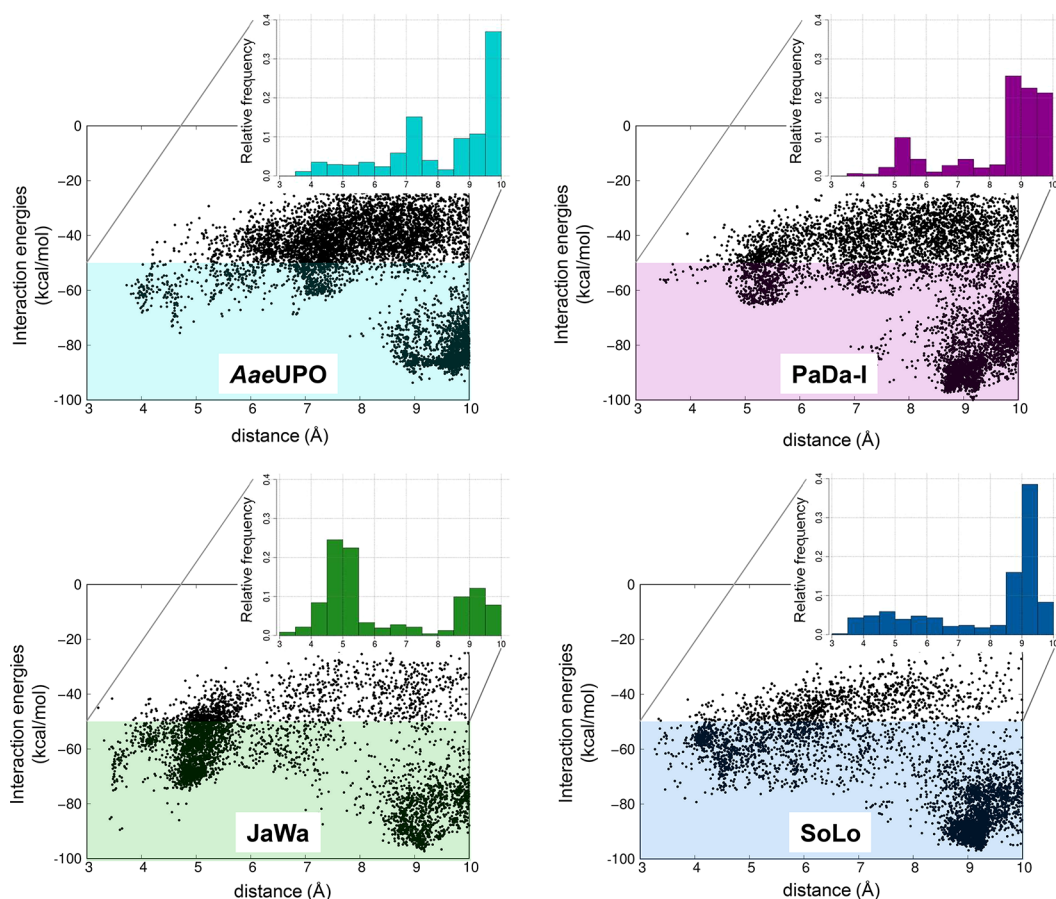 Relative frequency
0.4
0.3
0.2
0.1
0.0
3 4 5 6 7 8 9 10
Interaction energies
(kcal/mol)
0
−20
−40
−60
−80
-100
AaeUPO
3 4 5 6 7 8 9 10
distance (Å)
Relative frequency
0.4
0.3
0.2
0.1
0.0
3 4 5 6 7 8 9 10
Interaction energies
(kcal/mol)
0
−20
−40
−60
−80
-100
PaDa-I
3 4 5 6 7 8 9 10
distance (Å)
Relative frequency
0.4
0.3
0.2
0.1
0.0
3 4 5 6 7 8 9 10
Interaction energies
(kcal/mol)
0
−20
−40
−60
−80
-100
JaWa
3 4 5 6 7 8 9 10
distance (Å)
Relative frequency
0.4
0.3
0.2
0.1
0.0
3 4 5 6 7 8 9 10
Interaction energies
(kcal/mol)
0
−20
−40
−60
−80
-100
SoLo
3 4 5 6 7 8 9 10
distance (Å)